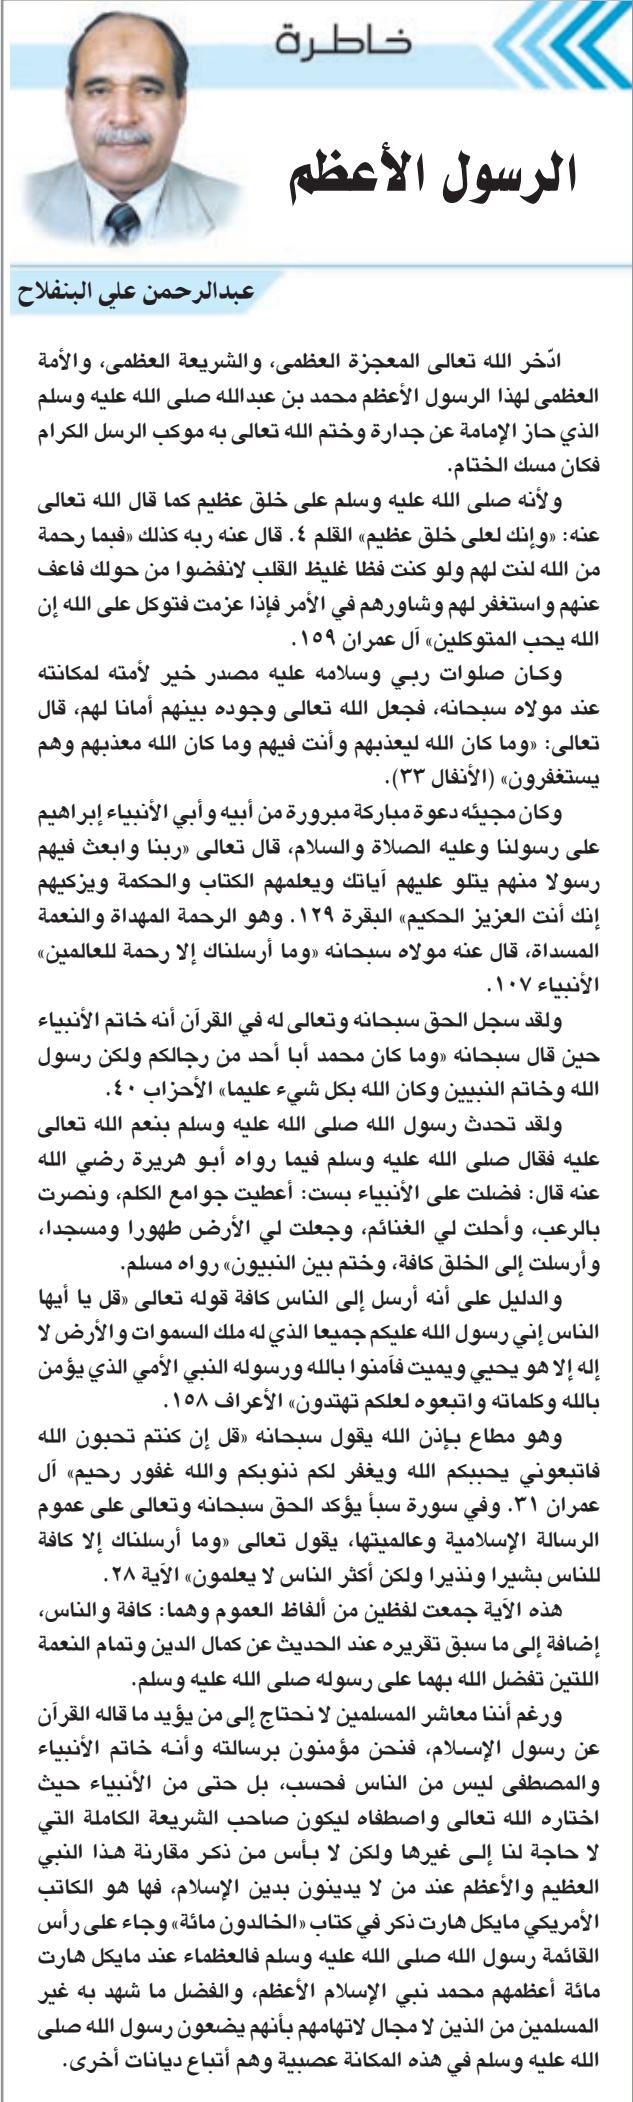 خاطرة
الرسول الأعظم
عبدالرحمن علي البنفلاح
ادّخر الله تعالى المعجزة العظمى، والشريعة العظمى، والأمة
العظمى لهذا الرسول الأعظم محمد بن عبدالله صلى الله عليه وسلم
الذي حاز الإمامة عن جدارة وختم الله تعالى به موكب الرسل الكرام
فكان مسك الختام.
ولأنه صلى الله عليه وسلم على خلق عظيم كما قال الله تعالى
عنه: «وإنك لعلى خلق عظيم» القلم ٤. قال عنه ربه كذلك «فبما رحمة
من الله لنت لهم ولو كنت فظا غليظ القلب لانفضوا من حولك فاعف
عنهم واستغفر لهم وشاورهم في الأمر فإذا عزمت فتوكل على الله إن
الله يحب المتوكلين» آل عمران ١٥٩.
وكان صلوات ربي وسلامه عليه مصدر خير لأمته لمكانته
عند مولاه سبحانه، فجعل الله تعالى وجوده بينهم أمانا لهم، قال
تعالى: «وما كان الله ليعذبهم وأنت فيهم وما كان الله معذبهم وهم
يستغفرون» (الأنفال ٣٣).
وكان مجيئه دعوة مباركة مبرورة من أبيه وأبي الأنبياء إبراهيم
على رسولنا وعليه الصلاة والسلام، قال تعالى «ربنا وابعث فيهم
رسولا منهم يتلو عليهم آياتك ويعلمهم الكتاب والحكمة ويزكيهم
إنك أنت العزيز الحكيم» البقرة ١٢٩. وهو الرحمة المهداة والنعمة
المسداة، قال عنه مولاه سبحانه «وما أرسلناك إلا رحمة للعالمين»
الأنبياء ١٠٧.
ولقد سجل الحق سبحانه وتعالى له في القرآن أنه خاتم الأنبياء
حين قال سبحانه «وما كان محمد أبا أحد من رجالكم ولكن رسول
الله وخاتم النبيين وكان الله بكل شيء عليما» الأحزاب ٤٠.
ولقد تحدث رسول الله صلى الله عليه وسلم بنعم الله تعالى
عليه فقال صلى الله عليه وسلم فيما رواه أبو هريرة رضي الله
عنه قال: فضلت على الأنبياء بست: أعطيت جوامع الكلم، ونصرت
بالرعب، وأحلت لي الغنائم، وجعلت لي الأرض طهورا ومسجدا،
وأرسلت إلى الخلق كافة، وختم بين النبيون» رواه مسلم.
والدليل على أنه أرسل إلى الناس كافة قوله تعالى «قل يا أيها
الناس إني رسول الله عليكم جميعا الذي له ملك السموات والأرض لا
إله إلا هو يحيي ويميت فآمنوا بالله ورسوله النبي الأمي الذي يؤمن
بالله وكلماته واتبعوه لعلكم تهتدون» الأعراف ١٥٨.
وهو مطاع بإذن الله يقول سبحانه «قل إن كنتم تحبون الله
فاتبعوني يحببكم الله ويغفر لكم ذنوبكم والله غفور رحيم» آل
عمران ٣١. وفي سورة سبأ يؤكد الحق سبحانه وتعالى على عموم
الرسالة الإسلامية وعالميتها، يقول تعالى «وما أرسلناك إلا كافة
للناس بشيرا ونذيرا ولكن أكثر الناس لا يعلمون» الآية ٢٨.
هذه الآية جمعت لفظين من ألفاظ العموم وهما: كافة والناس،
إضافة إلى ما سبق تقريره عند الحديث عن كمال الدين وتمام النعمة
اللتين تفضل الله بهما على رسوله صلى الله عليه وسلم.
ورغم أننا معاشر المسلمين لا نحتاج إلى من يؤيد ما قاله القرآن
عن رسول الإسلام، فنحن مؤمنون برسالته وأنه خاتم الأنبياء
والمصطفى ليس من الناس فحسب، بل حتى من الأنبياء حيث
اختاره الله تعالى واصطفاه ليكون صاحب الشريعة الكاملة التي
لا حاجة لنا إلى غيرها ولكن لا بأس من ذكر مقارنة هذا النبي
العظيم والأعظم عند من لا يدينون بدين الإسلام، فها هو الكاتب
الأمريكي مايكل هارت ذكر في كتاب «الخالدون مائة» وجاء على رأس
القائمة رسول الله صلى الله عليه وسلم فالعظماء عند مايكل هارت
مائة أعظمهم محمد نبي الإسلام الأعظم، والفضل ما شهد به غير
المسلمين من الذين لا مجال لاتهامهم بأنهم يضعون رسول الله صلى
الله عليه وسلم في هذه المكانة عصبية وهم أتباع ديانات أخرى.